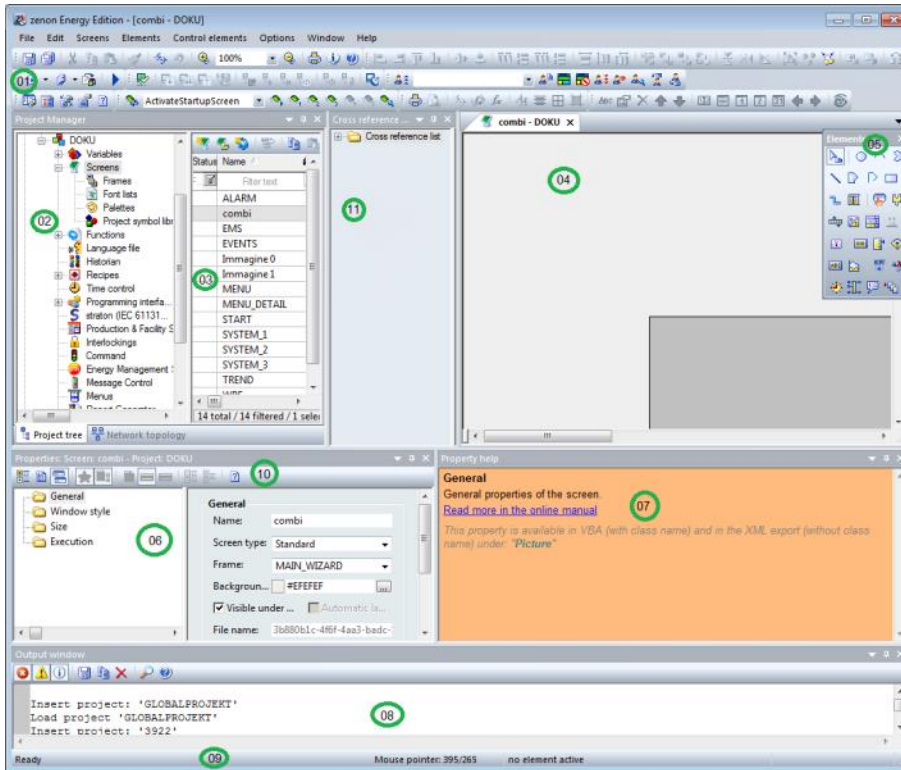 zenon Energy Edition - [combi - DOKU]
File Edit Screens Elements Control elements Options Window Help
100%
01
ActivateStartupScreen
Project Manager
DOKU
Variables
Screens
Frames
Font lists
Palettes
Project symbol libr
02
Functions
Language file
Historian
Recipes
Time control
Programming interfa...
straton (IEC 61131...
Production & Facility S
Interlockings
Command
Energy Management
Message Control
Menus
Project tree
Network topology
Status Name
Filter text
ALARM
combi
EMS
EVENTS
Immagine 0
Immagine 1
03
MENU
MENU_DETAIL
START
SYSTEM_1
SYSTEM_2
SYSTEM_3
TREND
14 total / 14 filtered / 1 selec
Cross reference ...
Cross reference list
11
combi - DOKU
04
05
Properties: Screen: combi - Project: DOKU
10
General
Window style
Size
Execution
06
General
Name: combi
Screen type: Standard
Frame: MAIN_WIZARD
Backgroun... #EFEFEF
Visible under ... Automatic la...
File name: 3b880b1c-4f6f-4aa3-badc-
Property help
General
General properties of the screen.
Read more in the online manual
07
This property is available in VBA (with class name) and in the XML export (without class
name) under: "Picture"
Output window
Insert project: 'GLOBALPROJEKT'
Load project 'GLOBALPROJEKT'
Insert project: '3922'
08
Ready
09
Mouse pointer: 395/265
no element active